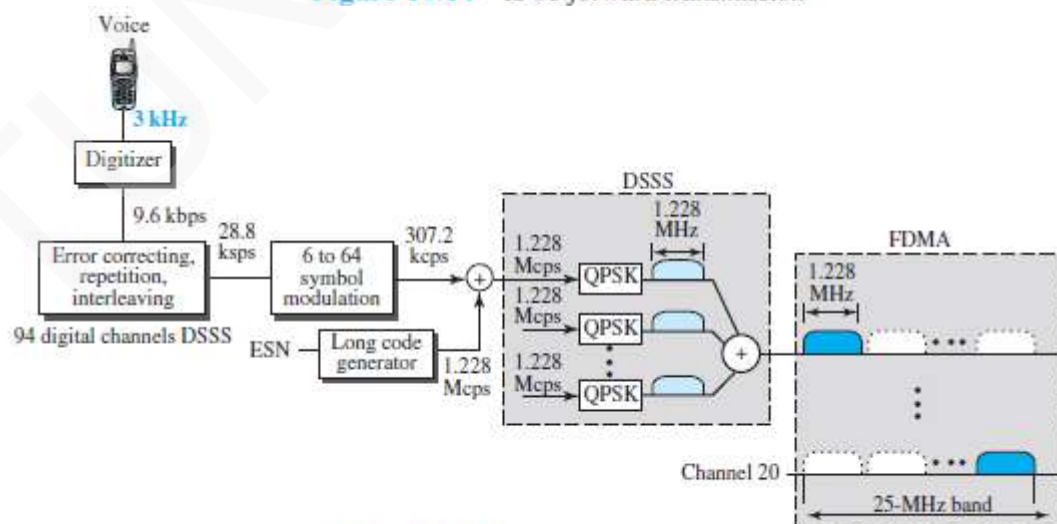 Voice
3 kHz
Digitizer
9.6 kbps
Error correcting,
repetition,
interleaving
28.8
ksps
6 to 64
symbol
modulation
307.2
kcps
+
94 digital channels DSSS
ESN
Long code
generator
1.228
Mcps
DSSS
1.228
MHz
1.228
Mcps
QPSK
1.228
Mcps
QPSK
1.228
Mcps
QPSK
+
FDMA
1.228
MHz
Channel 20
25-MHz band